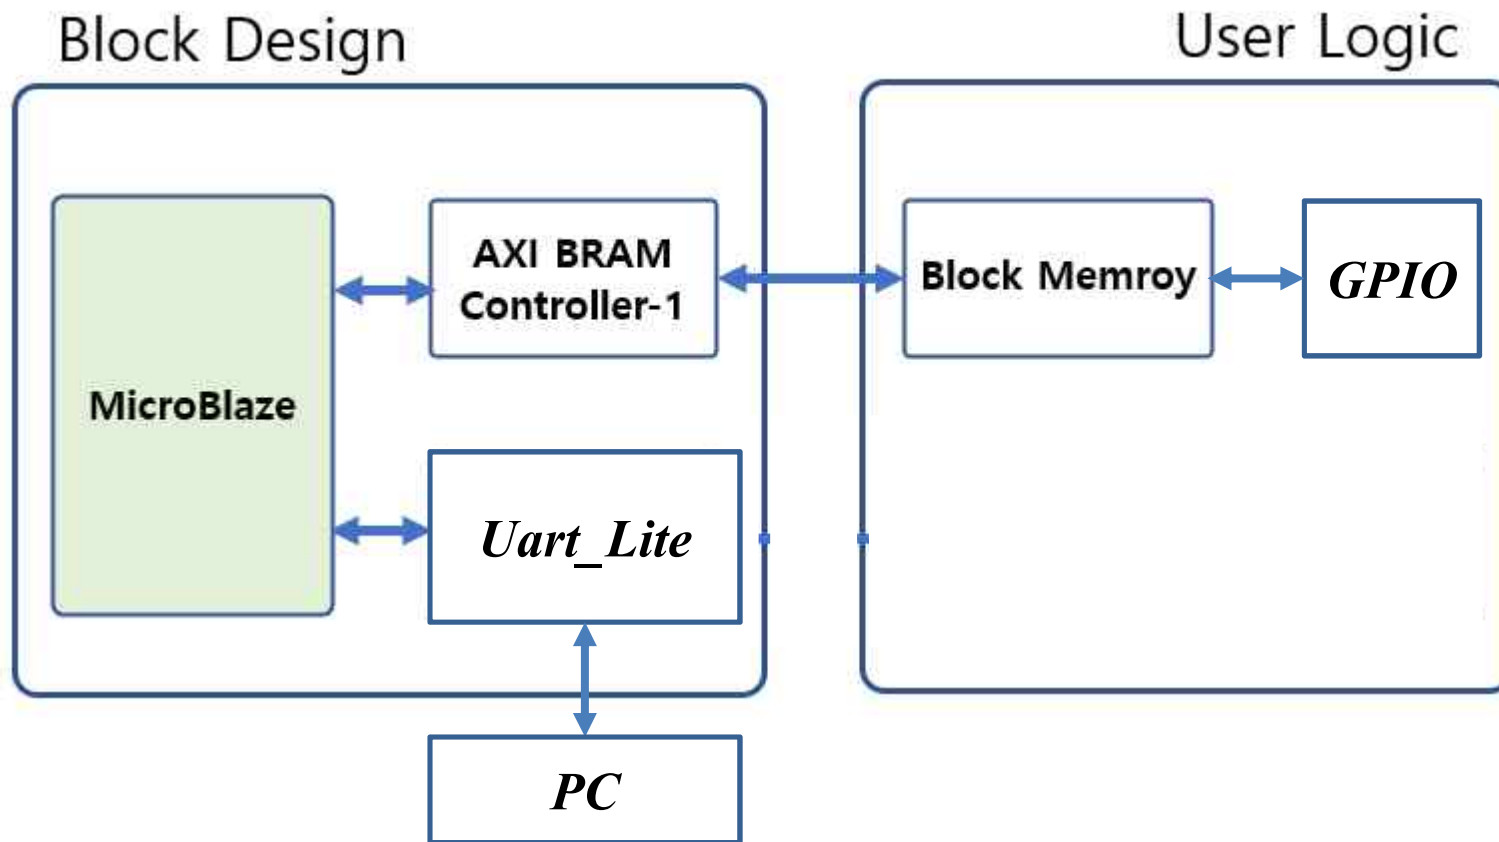 Block Design
User Logic
MicroBlaze
AXI BRAM
Controller-1
Block Memroy
GPIO
Uart_Lite
PC